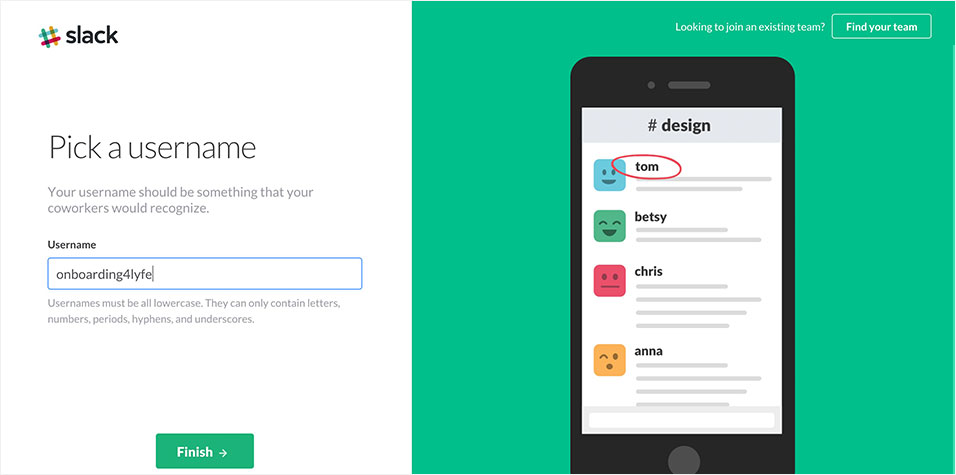 slack
Looking to join an existing team? Find your team
Pick a username
Your username should be something that your
coworkers would recognize.
Username
onboarding4lyfe
Usernames must be all lowercase. They can only contain letters,
numbers, periods, hyphens, and underscores.
Finish →
# design
tom
betsy
chris
anna